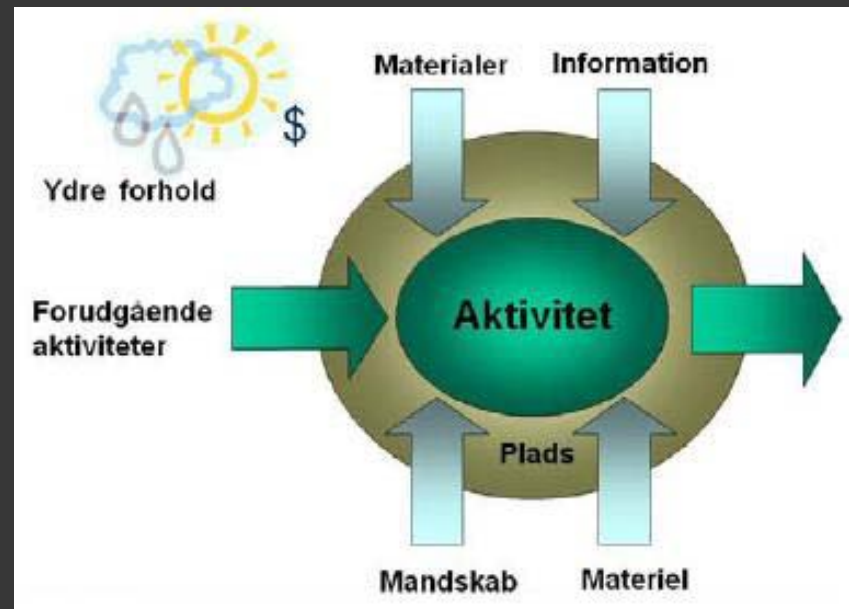 Materialer
Information
$
Ydre forhold
Forudgående
aktiviteter
Aktivitet
Plads
Mandskab
Materiel